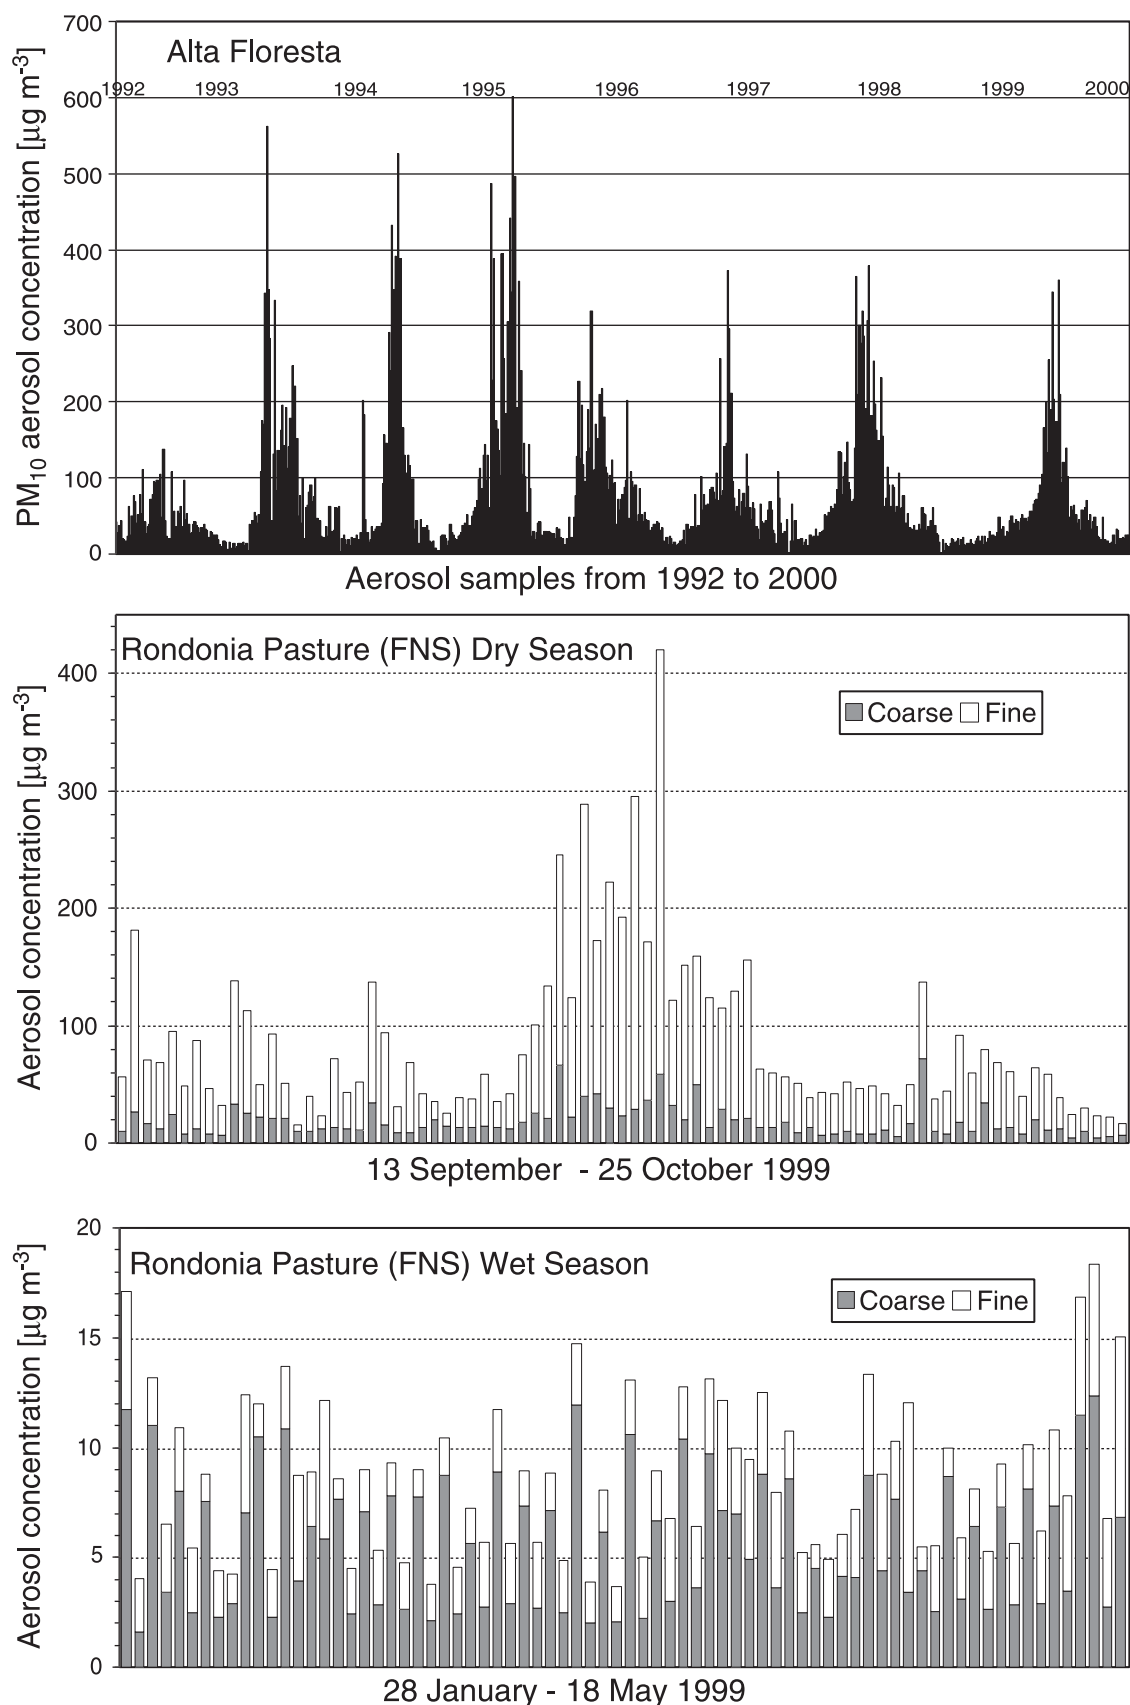 700
Alta Floresta
1992 1993 1994 1995 1996 1997 1998 1999 2000
600
500
400
300
200
100
0
PM10 aerosol concentration [µg m-3]
Aerosol samples from 1992 to 2000
Rondonia Pasture (FNS) Dry Season
400
Coarse Fine
300
200
100
0
Aerosol concentration [µg m-3]
13 September - 25 October 1999
20
Rondonia Pasture (FNS) Wet Season
Coarse Fine
15
10
5
0
Aerosol concentration [µg m-3]
28 January - 18 May 1999